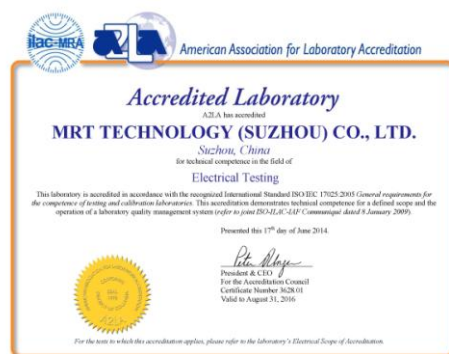 ilac-MRA
A2LA
American Association for Laboratory Accreditation
Accredited Laboratory
A2LA has accredited
MRT TECHNOLOGY (SUZHOU) CO., LTD.
Suzhou, China
for technical competence in the field of
Electrical Testing
This laboratory is accredited in accordance with the recognized International Standard ISO/IEC 17025:2005 General requirements for
the competence of testing and calibration laboratories. This accreditation demonstrates technical competence for a defined scope and the
operation of a laboratory quality management system (refer to joint ISO-ILAC-IAF Communiqué dated 8 January 2009).
Presented this 17th day of June 2014.
President & CEO
For the Accreditation Council
Certificate Number 3628.01
Valid to August 31, 2016
A2LA
For the tests to which this accreditation applies, please refer to the laboratory's Electrical Scope of Accreditation.